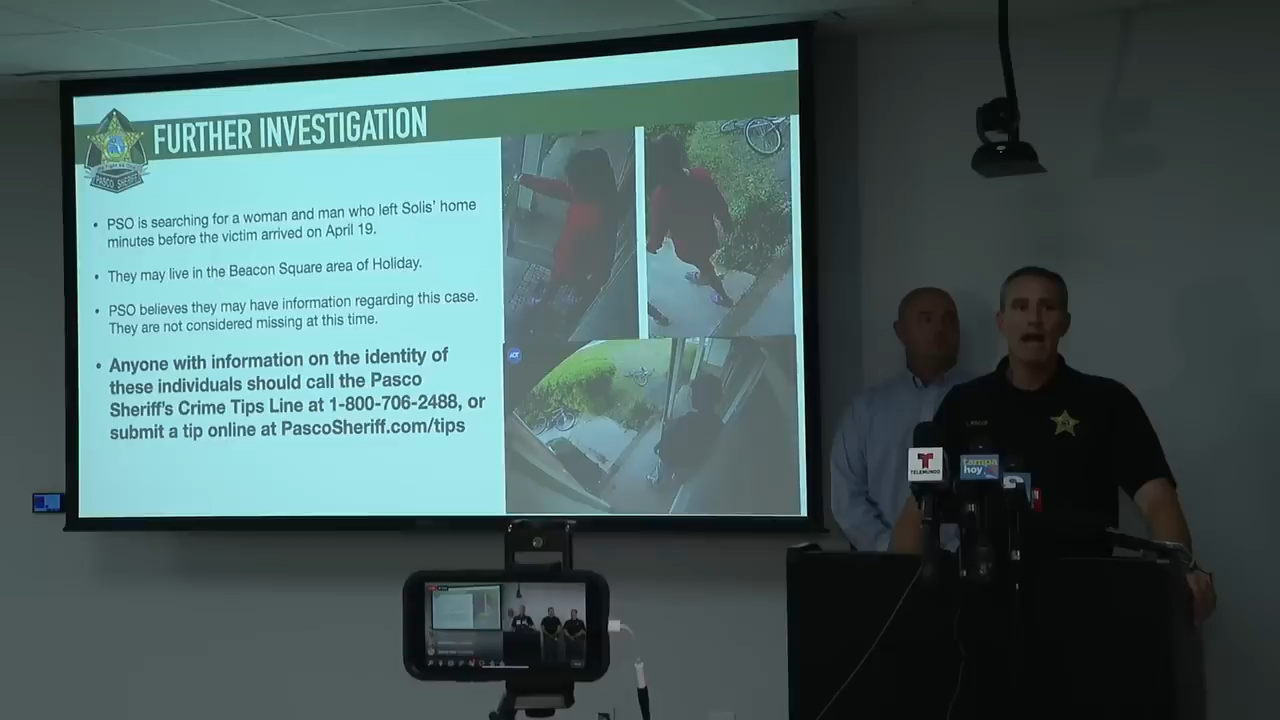 FURTHER INVESTIGATION
PASCO SHERIFF
• PSO is searching for a woman and man who left Solis' home
minutes before the victim arrived on April 19.
• They may live in the Beacon Square area of Holiday.
• PSO believes they may have information regarding this case.
They are not considered missing at this time.
• Anyone with information on the identity of
these individuals should call the Pasco
Sheriff's Crime Tips Line at 1-800-706-2488, or
submit a tip online at PascoSheriff.com/tips
ADT
T
TELEMUNDO
tampa
hoy